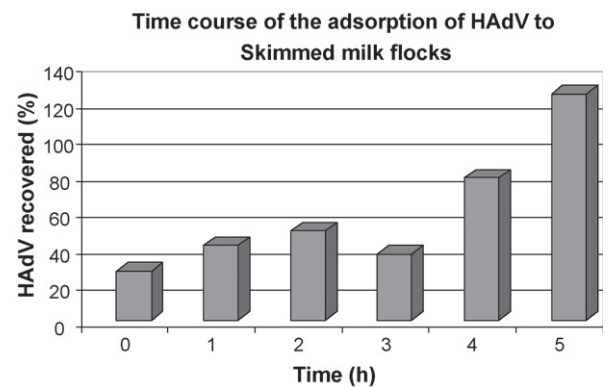 Time course of the adsorption of HAdV to
Skimmed milk flocks
HAdV recovered (%)
140
120
100
80
60
40
20
0
0 1 2 3 4 5
Time (h)